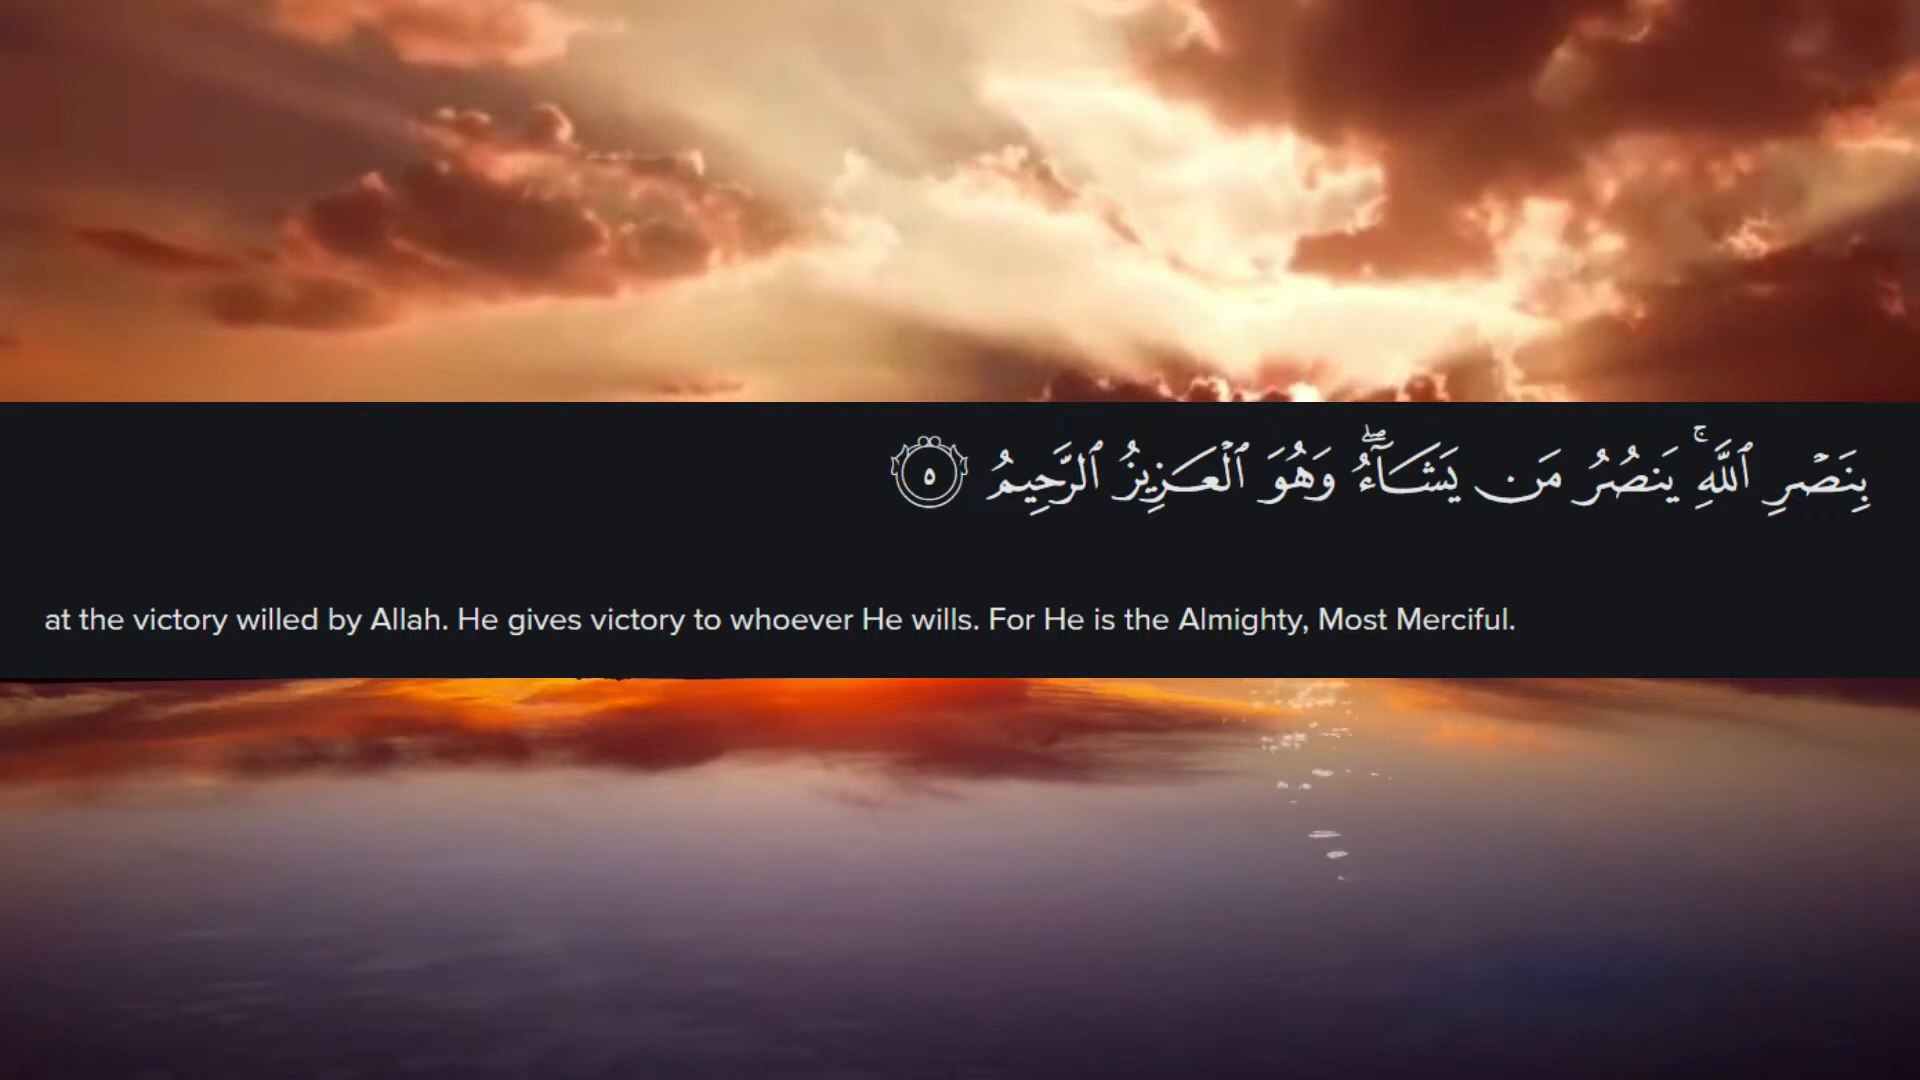 بِنَصْرِ ٱللَّهِ ۚ يَنصُرُ مَن يَشَآءُ ۖ وَهُوَ ٱلْعَزِيزُ ٱلرَّحِيمُ ٥
at the victory willed by Allah. He gives victory to whoever He wills. For He is the Almighty, Most Merciful.